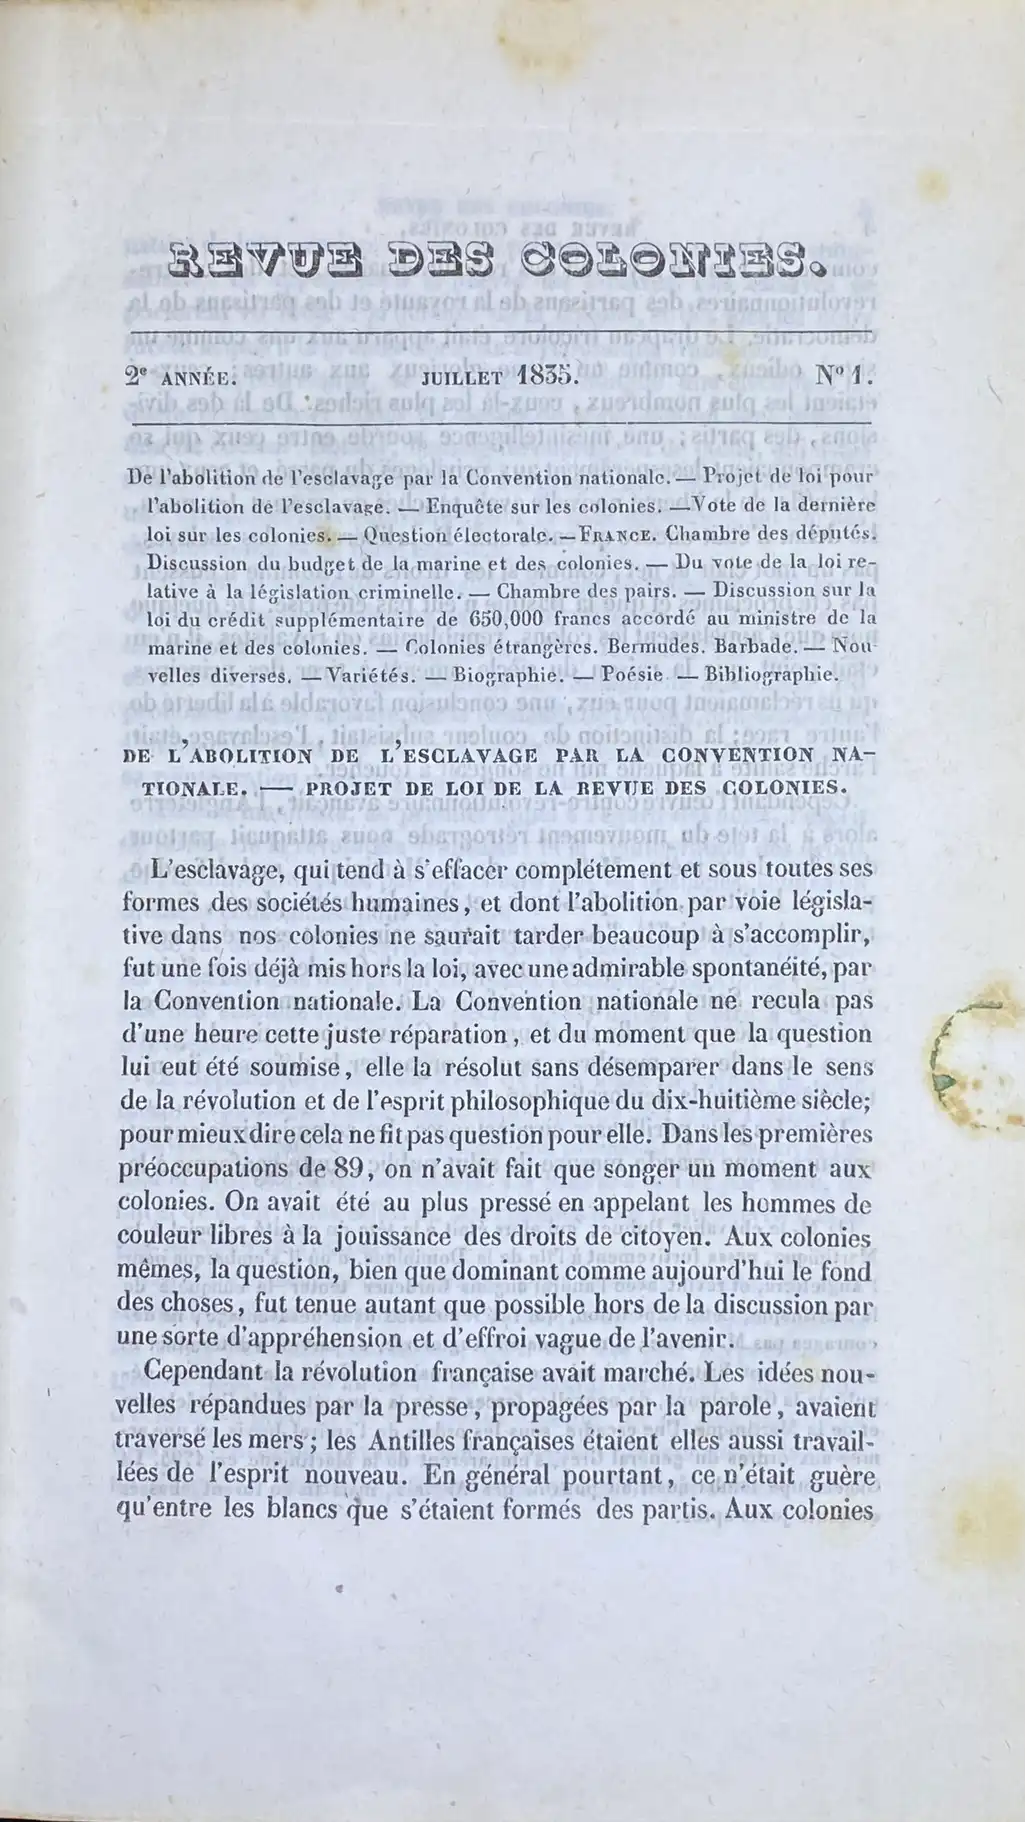 REVUE DES COLONIES.
2e ANNÉE. JUILLET 1835. No 1.
De l'abolition de l'esclavage par la Convention nationale. — Projet de loi pour
l'abolition de l'esclavage. — Enquête sur les colonies. — Vote de la dernière
loi sur les colonies. — Question électorale. — FRANCE. Chambre des députés.
Discussion du budget de la marine et des colonies. — Du vote de la loi re-
lative à la législation criminelle. — Chambre des pairs. — Discussion sur la
loi du crédit supplémentaire de 650,000 francs accordé au ministre de la
marine et des colonies. — Colonies étrangères. Bermudes. Barbade. — Nou-
velles diverses. — Variétés. — Biographie. — Poésie — Bibliographie.
DE L'ABOLITION DE L'ESCLAVAGE PAR LA CONVENTION NA-
TIONALE. — PROJET DE LOI DE LA REVUE DES COLONIES.
L'esclavage, qui tend à s'effacer complétement et sous toutes ses
formes des sociétés humaines, et dont l'abolition par voie législa-
tive dans nos colonies ne saurait tarder beaucoup à s'accomplir,
fut une fois déjà mis hors la loi, avec une admirable spontanéité, par
la Convention nationale. La Convention nationale ne recula pas
d'une heure cette juste réparation, et du moment que la question
lui eut été soumise, elle la résolut sans désemparer dans le sens
de la révolution et de l'esprit philosophique du dix-huitième siècle;
pour mieux dire cela ne fit pas question pour elle. Dans les premières
préoccupations de 89, on n'avait fait que songer un moment aux
colonies. On avait été au plus pressé en appelant les hommes de
couleur libres à la jouissance des droits de citoyen. Aux colonies
mêmes, la question, bien que dominant comme aujourd'hui le fond
des choses, fut tenue autant que possible hors de la discussion par
une sorte d'appréhension et d'effroi vague de l'avenir.
Cependant la révolution française avait marché. Les idées nou-
velles répandues par la presse, propagées par la parole, avaient
traversé les mers; les Antilles françaises étaient elles aussi travail-
lées de l'esprit nouveau. En général pourtant, ce n'était guère
qu'entre les blancs que s'étaient formés des partis. Aux colonies